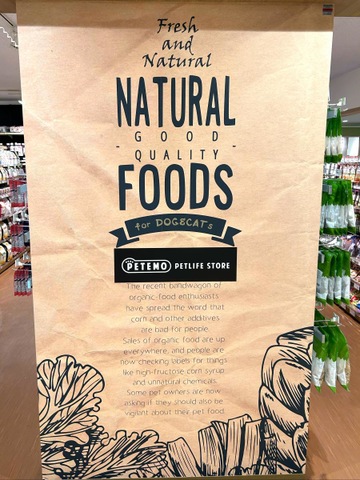 Fresh
and
Natural
NATURAL
GOOD
- QUALITY -
FOODS
for DOG&CATs
PETEMO PETLIFE STORE
The recent bandwagon of
organic-food enthusiasts
have spread the word that
corn and other additives
are bad for people.
Sales of organic food are up
everywhere, and people are
now checking labels for things
like high-fructose corn syrup
and unnatural chemicals.
Some pet owners are now
asking if they should also be
vigilant about their pet food